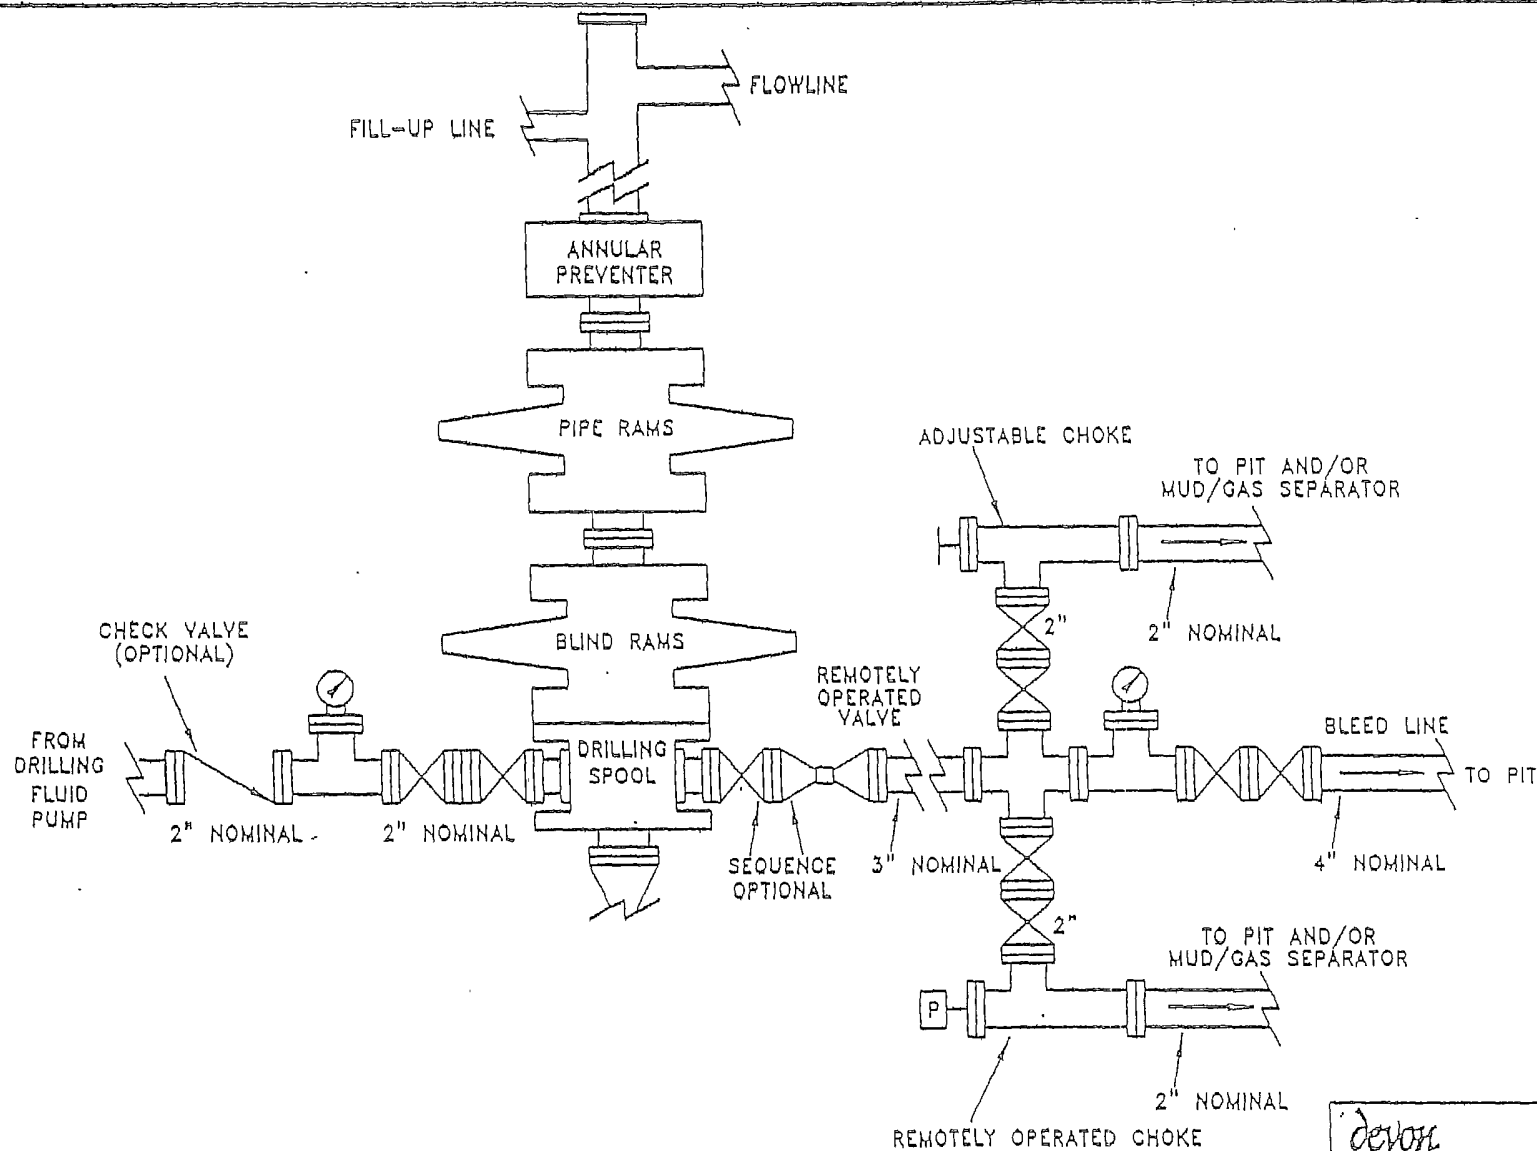 FLOWLINE
FILL-UP LINE
ANNULAR
PREVENTER
PIPE RAMS
ADJUSTABLE CHOKE
TO PIT AND/OR
MUD/GAS SEPARATOR
2"
2" NOMINAL
CHECK VALVE
(OPTIONAL)
BLIND RAMS
REMOTELY
OPERATED
VALVE
FROM
DRILLING
FLUID
PUMP
DRILLING
SPOOL
BLEED LINE
TO PIT
2" NOMINAL
2" NOMINAL
SEQUENCE
OPTIONAL
3" NOMINAL
4" NOMINAL
2"
TO PIT AND/OR
MUD/GAS SEPARATOR
P
2" NOMINAL
REMOTELY OPERATED CHOKE
devon